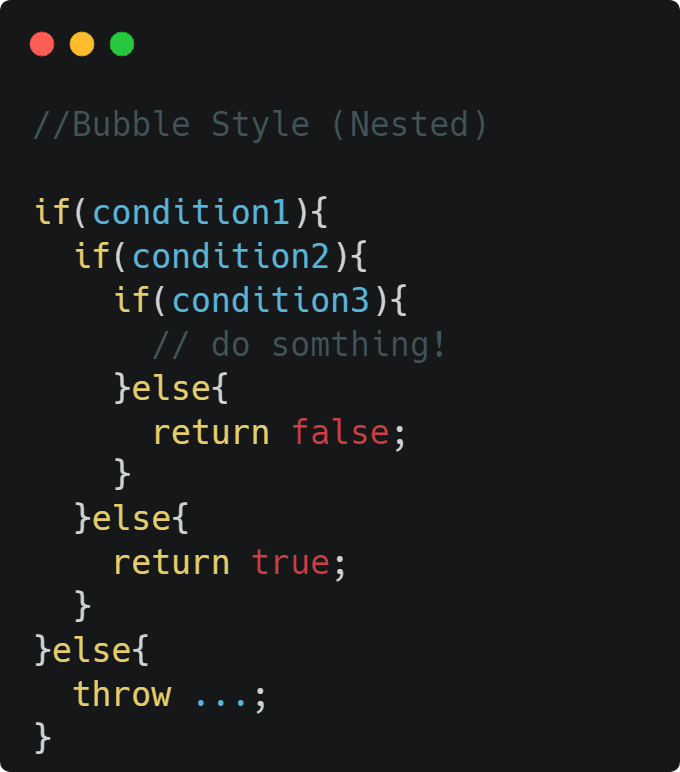 //Bubble Style (Nested)

if(condition1){
  if(condition2){
    if(condition3){
      // do somthing!
    }else{
      return false;
    }
  }else{
    return true;
  }
}else{
  throw ...;
}